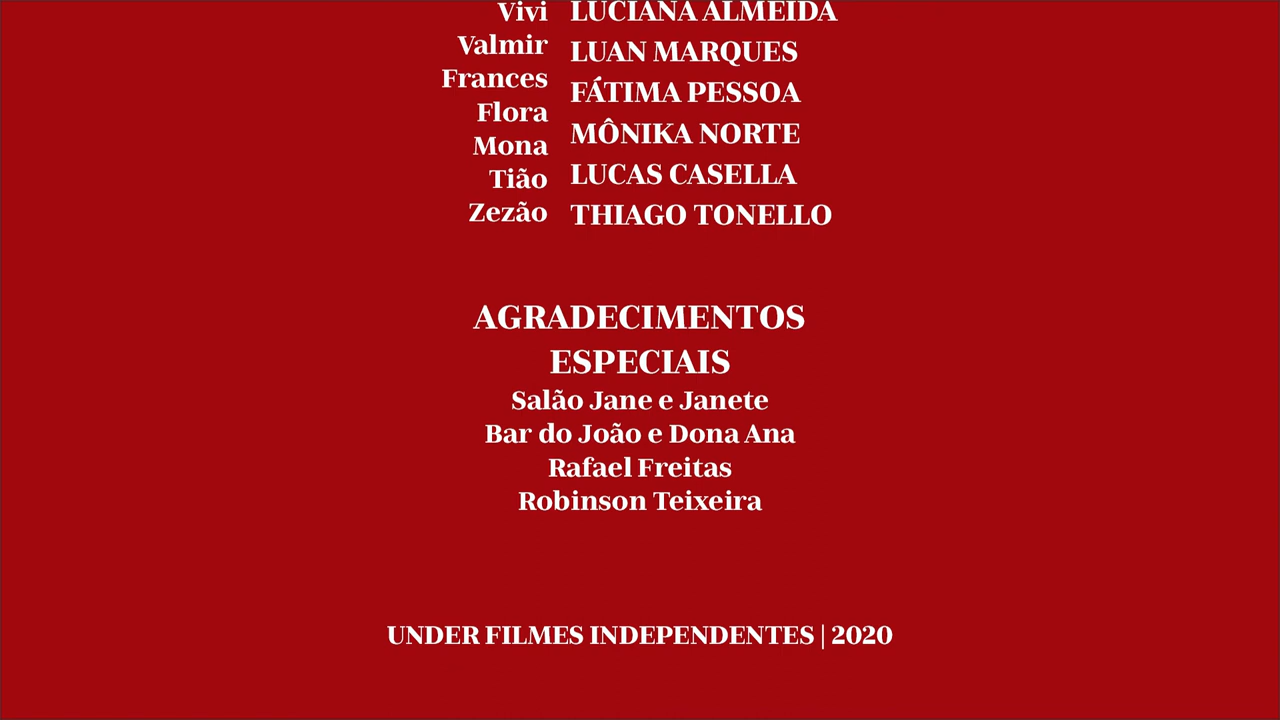 Vivi
Valmir
Frances
Flora
Mona
Tião
Zezão
LUCIANA ALMEIDA
LUAN MARQUES
FÁTIMA PESSOA
MÔNIKA NORTE
LUCAS CASELLA
THIAGO TONELLO
AGRADECIMENTOS
ESPECIAIS
Salão Jane e Janete
Bar do João e Dona Ana
Rafael Freitas
Robinson Teixeira
UNDER FILMES INDEPENDENTES | 2020